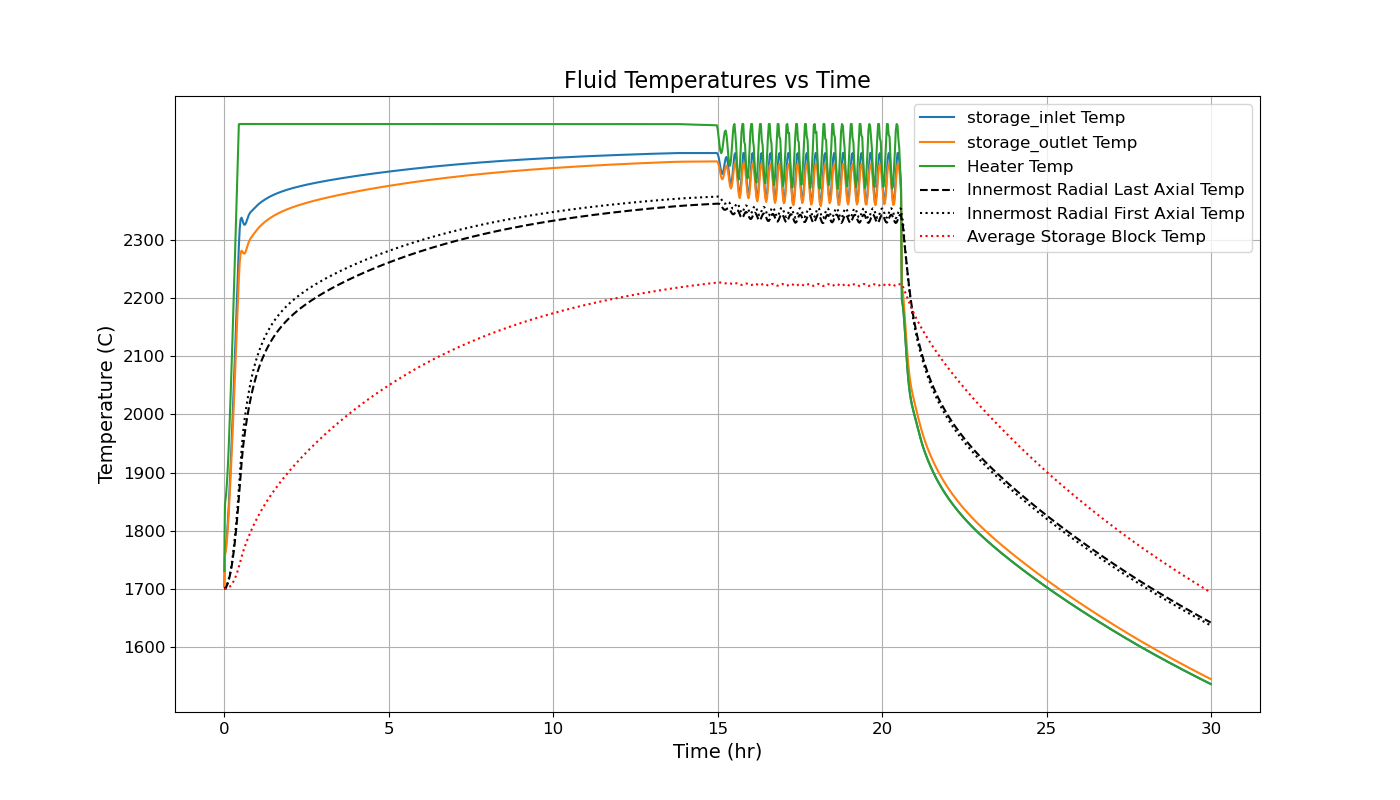 Fluid Temperatures vs Time
storage_inlet Temp
storage_outlet Temp
Heater Temp
Innermost Radial Last Axial Temp
Innermost Radial First Axial Temp
Average Storage Block Temp
Temperature (C)
2300
2200
2100
2000
1900
1800
1700
1600
0 5 10 15 20 25 30
Time (hr)